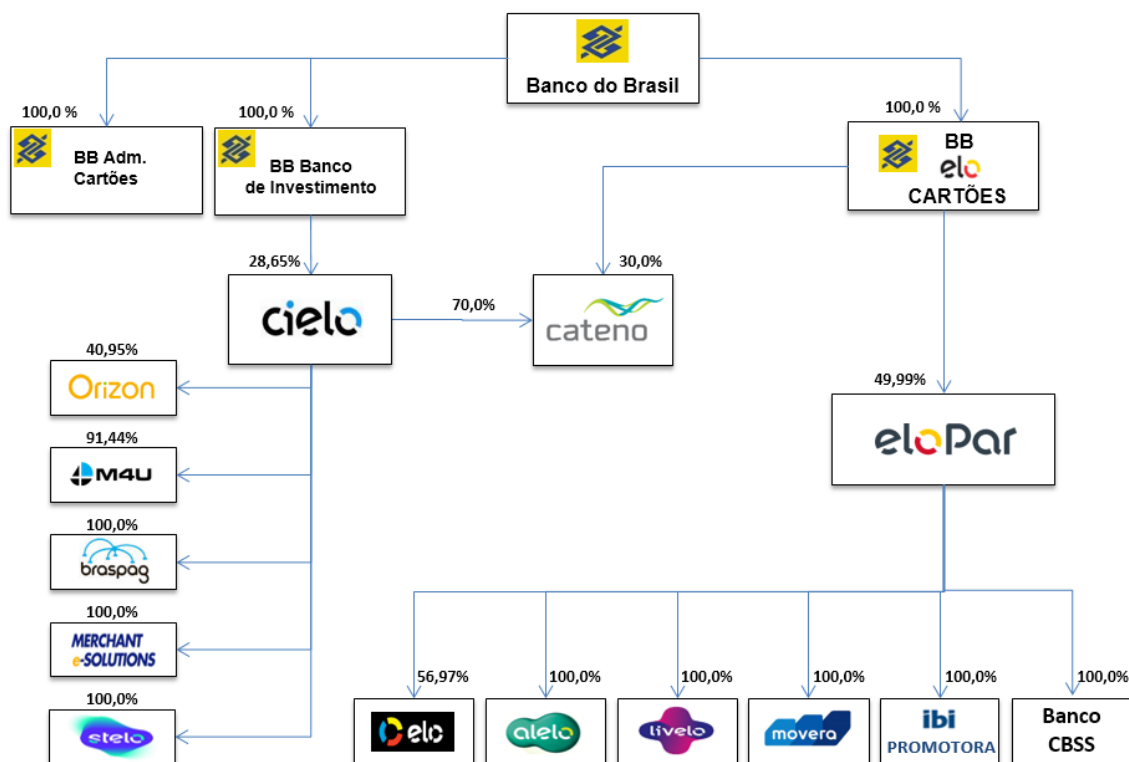 Banco do Brasil
100,0 %
100,0 %
100,0 %
BB Adm.
Cartões
BB Banco
de Investimento
BB
elo
CARTÕES
28,65%
30,0%
cielo
70,0%
cateno
40,95%
Orizon
49,99%
eloPar
91,44%
M4U
100,0%
braspag
100,0%
MERCHANT
e-SOLUTIONS
100,0%
stelo
56,97%
100,0%
100,0%
100,0%
100,0%
100,0%
elo
alelo
livelo
movera
ibi
PROMOTORA
Banco
CBSS